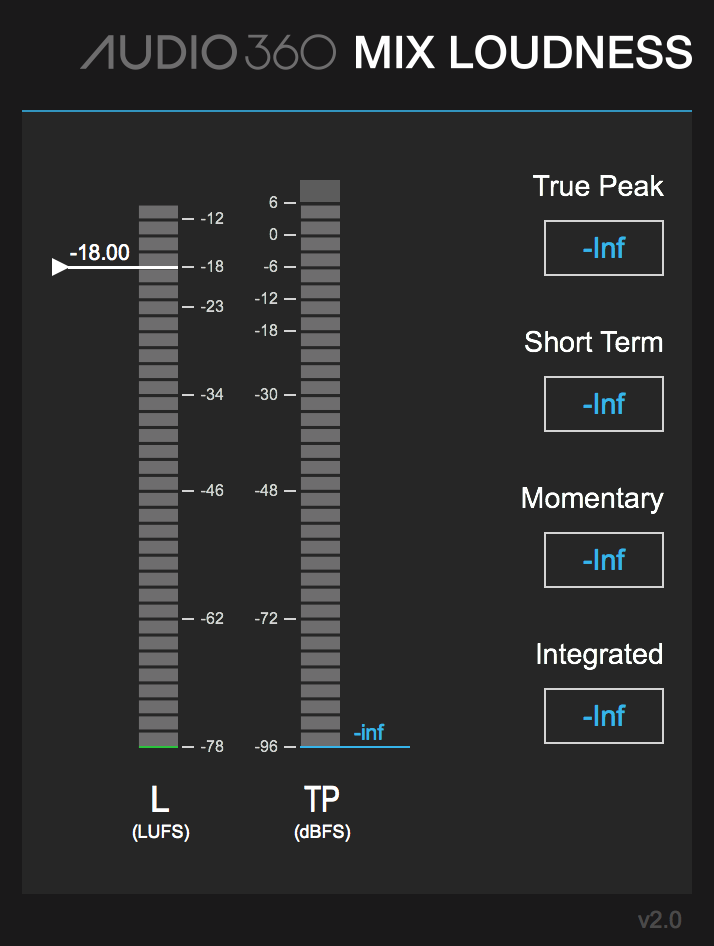 AUDIO360 MIX LOUDNESS
True Peak
-Inf
Short Term
-Inf
Momentary
-Inf
Integrated
-Inf
-18.00
-12
-18
-23
-34
-46
-62
-78
6
0
-6
-12
-18
-30
-48
-72
-96
-inf
L
(LUFS)
TP
(dBFS)
v2.0